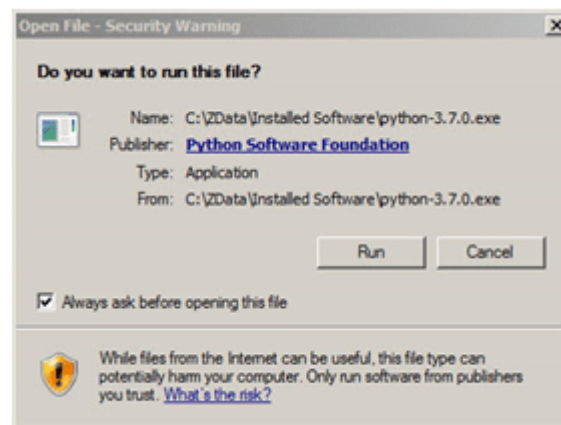 Open File - Security Warning
Do you want to run this file?
Name: C:\ZData\Installed Software\python-3.7.0.exe
Publisher: Python Software Foundation
Type: Application
From: C:\ZData\Installed Software\python-3.7.0.exe
Run Cancel
Always ask before opening this file
While files from the Internet can be useful, this file type can
potentially harm your computer. Only run software from publishers
you trust. What's the risk?